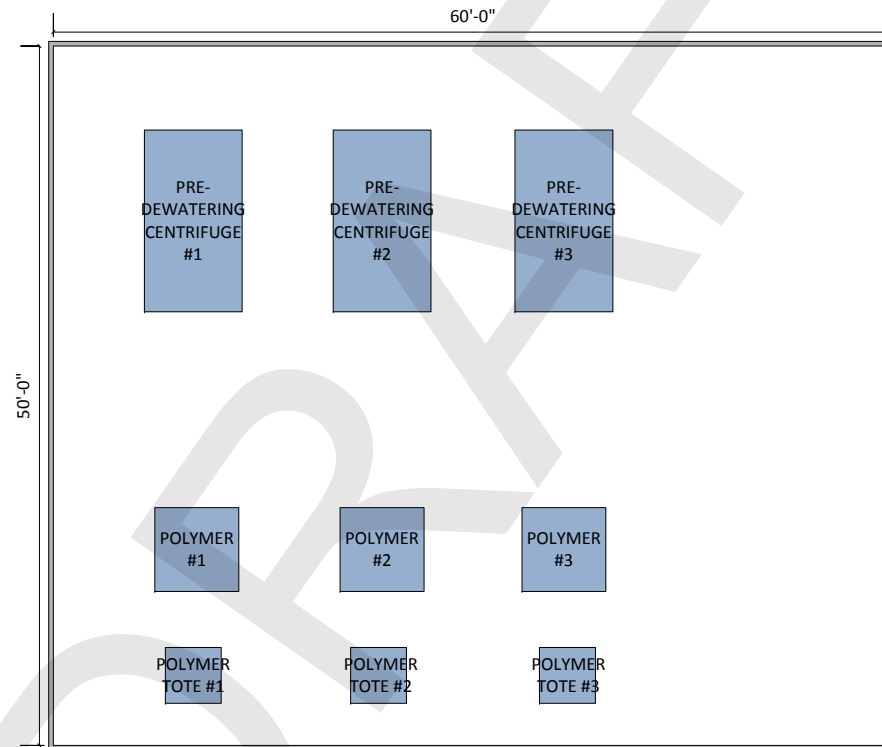 60'-0"
50'-0"
PRE-
DEWATERING
CENTRIFUGE
#1
PRE-
DEWATERING
CENTRIFUGE
#2
PRE-
DEWATERING
CENTRIFUGE
#3
POLYMER
#1
POLYMER
#2
POLYMER
#3
POLYMER
TOTE #1
POLYMER
TOTE #2
POLYMER
TOTE #3
DRAF